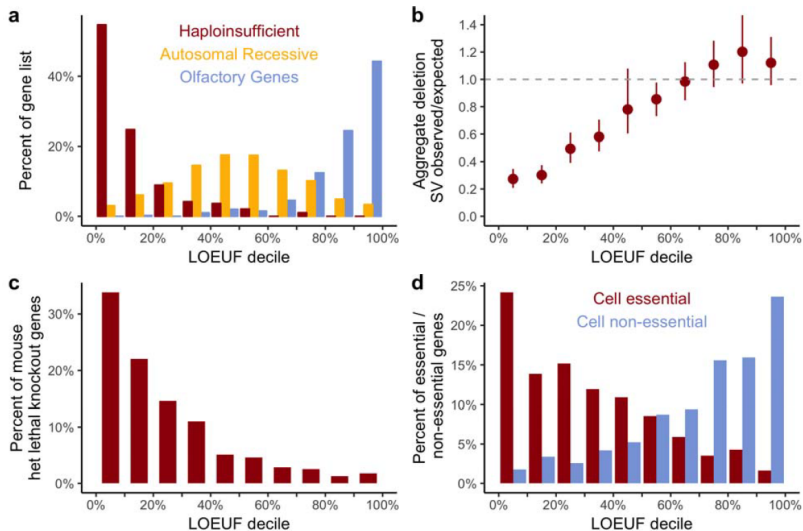 a
Haploinsufficient
Autosomal Recessive
Olfactory Genes
Percent of gene list
40%
20%
0%
0%
20%
40%
60%
80%
100%
LOEUF decile
b
Aggregate deletion
SV observed/expected
1.4
1.2
1.0
0.8
0.6
0.4
0.2
0.0
0%
20%
40%
60%
80%
100%
LOEUF decile
c
Percent of mouse
het lethal knockout genes
30%
20%
10%
0%
0%
20%
40%
60%
80%
100%
LOEUF decile
d
Cell essential
Cell non-essential
Percent of essential /
non-essential genes
25%
20%
15%
10%
5%
0%
0%
20%
40%
60%
80%
100%
LOEUF decile